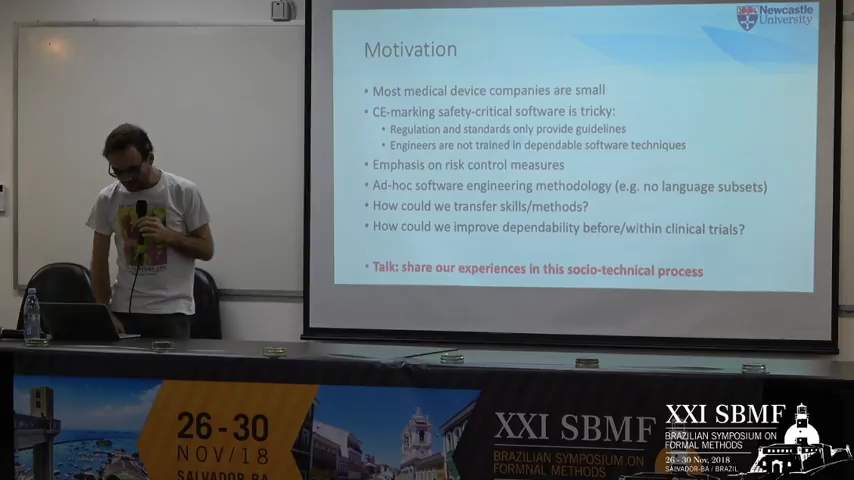 Newcastle
University
Motivation
• Most medical device companies are small
• CE-marking safety-critical software is tricky:
• Regulation and standards only provide guidelines
• Engineers are not trained in dependable software techniques
• Emphasis on risk control measures
• Ad-hoc software engineering methodology (e.g. no language subsets)
• How could we transfer skills/methods?
• How could we improve dependability before/within clinical trials?
• Talk: share our experiences in this socio-technical process
26-30
NOV/18
SALVADOR-BA
XXI SBMF
BRAZILIAN SYMPOSIUM ON
FORMNAL METHODS
XXI SBMF
BRAZILIAN SYMPOSIUM ON
FORMAL METHODS
26 - 30 Nov, 2018
SALVADOR-BA / BRAZIL